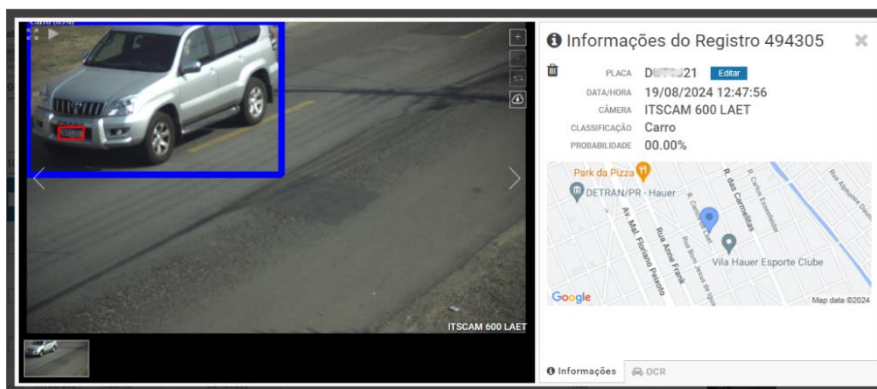 Informações do Registro 494305
PLACA
Editar
DATA/HORA 19/08/2024 12:47:56
CÂMERA ITSCAM 600 LAET
CLASSIFICAÇÃO Carro
PROBABILIDADE 00.00%
Park da Pizza
DETRAN/PR - Hauer
R. das Carmelitas
R. Carlos Essenfelder
Av. Mal. Floriano Peixoto
Rua Anne Frank
Vila Hauer Esporte Clube
Google
Map data ©2024
ITSCAM 600 LAET
Informações
OCR